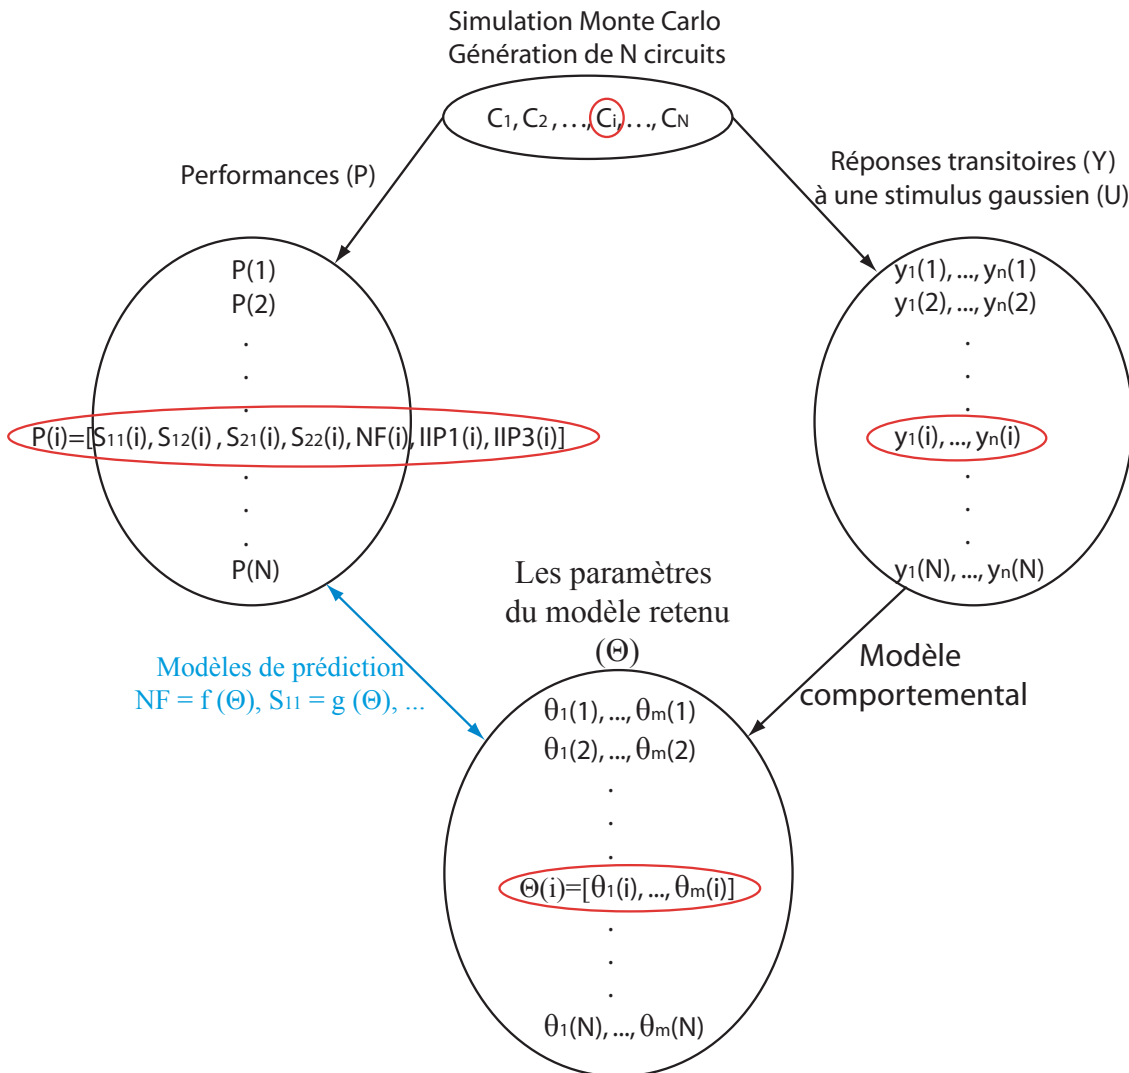 Simulation Monte Carlo
Génération de N circuits
C1, C2 , …, Ci, …, CN
Performances (P)
Réponses transitoires (Y)
à une stimulus gaussien (U)
P(1)
P(2)
.
.
.
P(i)=[S11(i), S12(i) , S21(i), S22(i), NF(i), IIP1(i), IIP3(i)]
.
.
.
P(N)
y1(1), ..., yn(1)
y1(2), ..., yn(2)
.
.
.
y1(i), ..., yn(i)
.
.
.
y1(N), ..., yn(N)
Les paramètres
du modèle retenu
(Θ)
Modèles de prédiction
NF = f (Θ), S11 = g (Θ), ...
Modèle
comportemental
θ1(1), ..., θm(1)
θ1(2), ..., θm(2)
.
.
.
Θ(i)=[θ1(i), ..., θm(i)]
.
.
.
θ1(N), ..., θm(N)